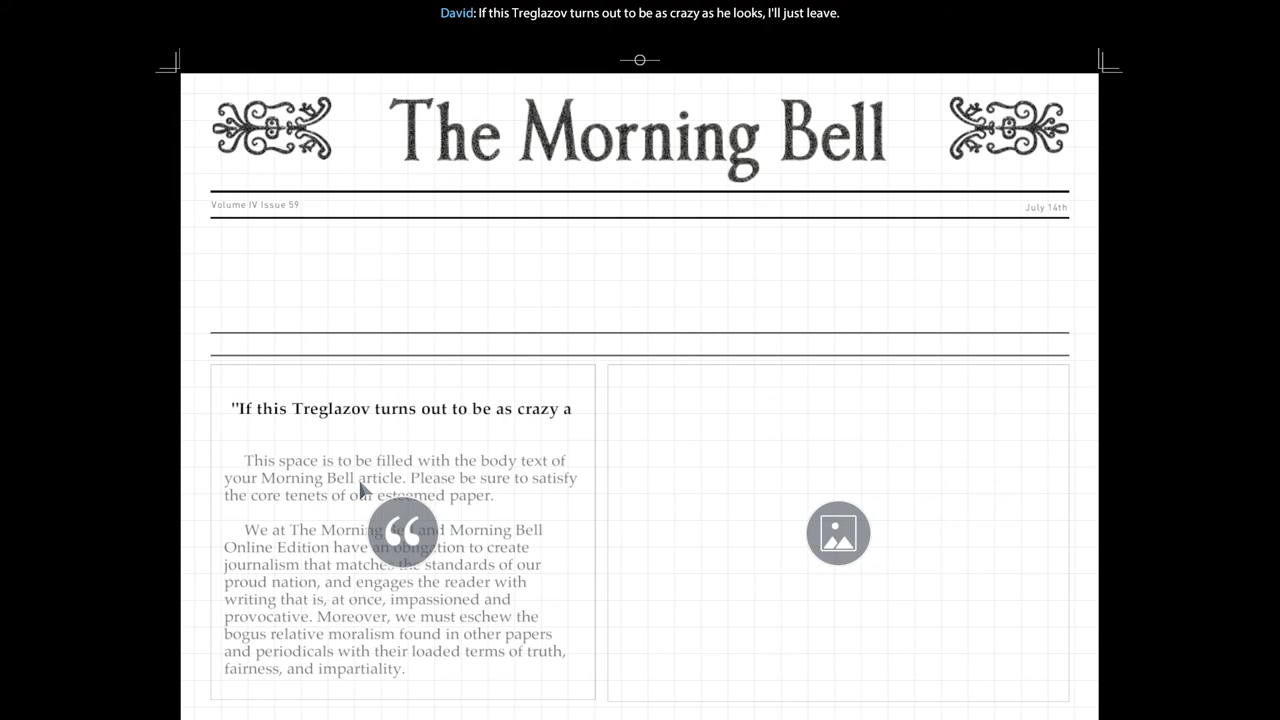 David: If this Treglazov turns out to be as crazy as he looks, I'll just leave.
The Morning Bell
Volume IV Issue 59
July 14th
"If this Treglazov turns out to be as crazy a
This space is to be filled with the body text of
your Morning Bell article. Please be sure to satisfy
the core tenets of our esteemed paper.
We at The Morning Bell and Morning Bell
Online Edition have an obligation to create
journalism that matches the standards of our
proud nation, and engages the reader with
writing that is, at once, impassioned and
provocative. Moreover, we must eschew the
bogus relative moralism found in other papers
and periodicals with their loaded terms of truth,
fairness, and impartiality.